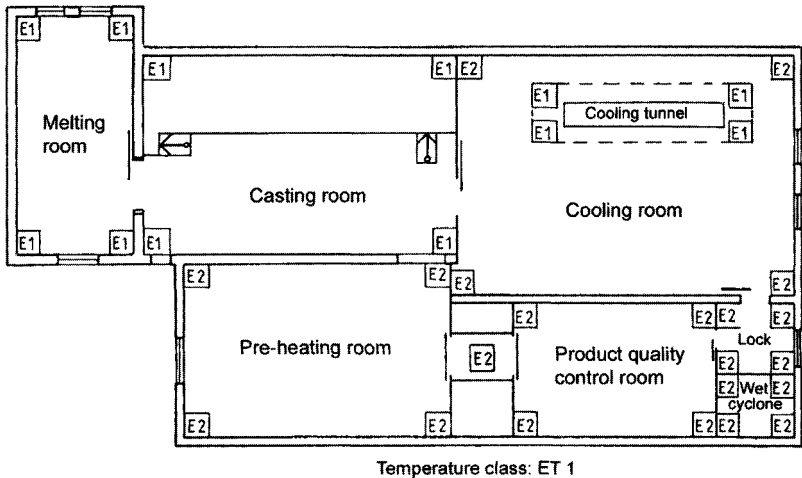 E1 E1
E1 E1 E2 E2
E1 E1
Cooling tunnel
E1 E1
Melting
room
Casting room
Cooling room
E1 E1 E1 E1
E2 E2 E2 E2
E2 E2 E2 E2
Lock
Pre-heating room
E2
Product quality
control room
E2 E2
E2 Wet E2
cyclone
E2 E2 E2 E2 E2 E2
Temperature class: ET 1